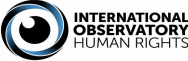 INTERNATIONAL
OBSERVATORY
HUMAN RIGHTS